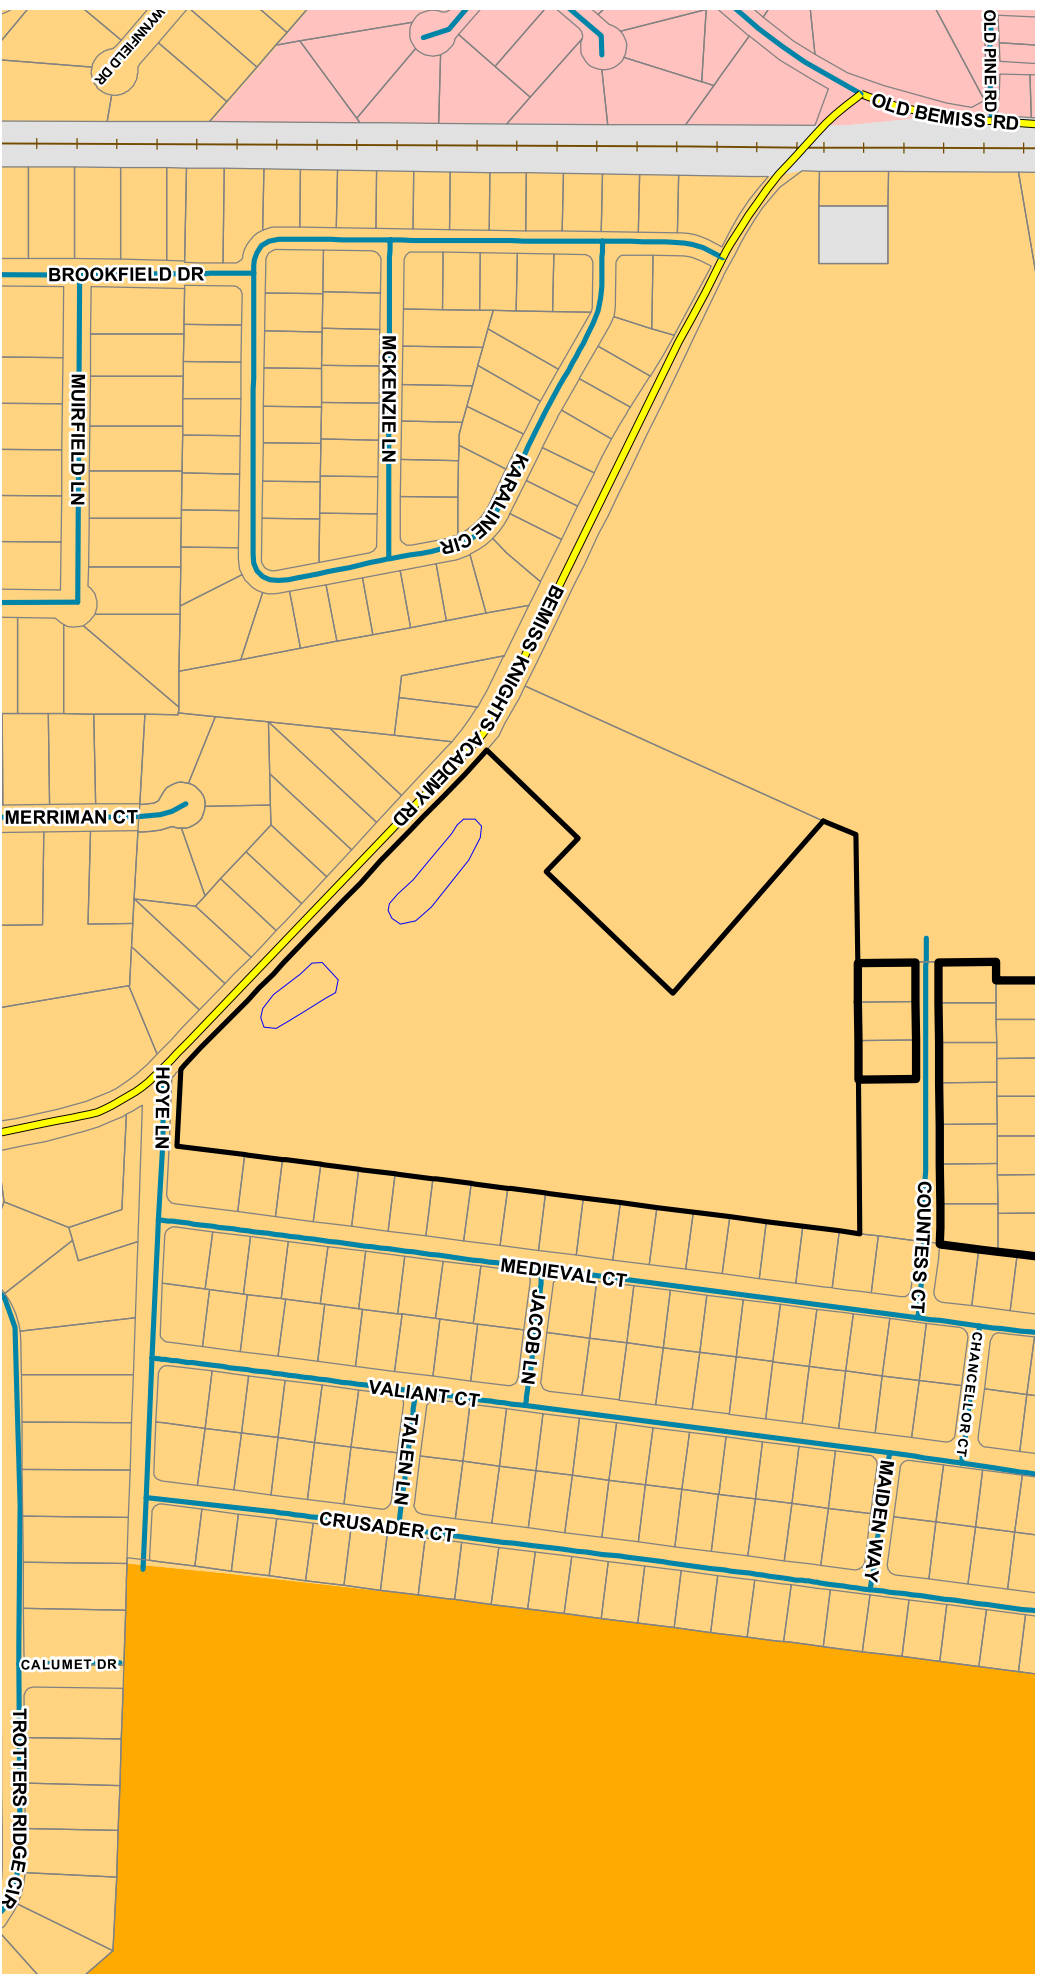 WYNNFIELD DR
OLD PINE RD
OLD BEMISS RD
BROOKFIELD DR
MUIRFIELD LN
MCKENZIE LN
KARALINE CIR
BEMISS KNIGHTS ACADEMY RD
MERRIMAN CT
HOYE LN
COUNTESS CT
MEDIEVAL CT
JACOB LN
CHANCELLOR CT
VALIANT CT
TALEN LN
MAIDEN WAY
CRUSADER CT
CALUMET DR
TROTTERS RIDGE CIR